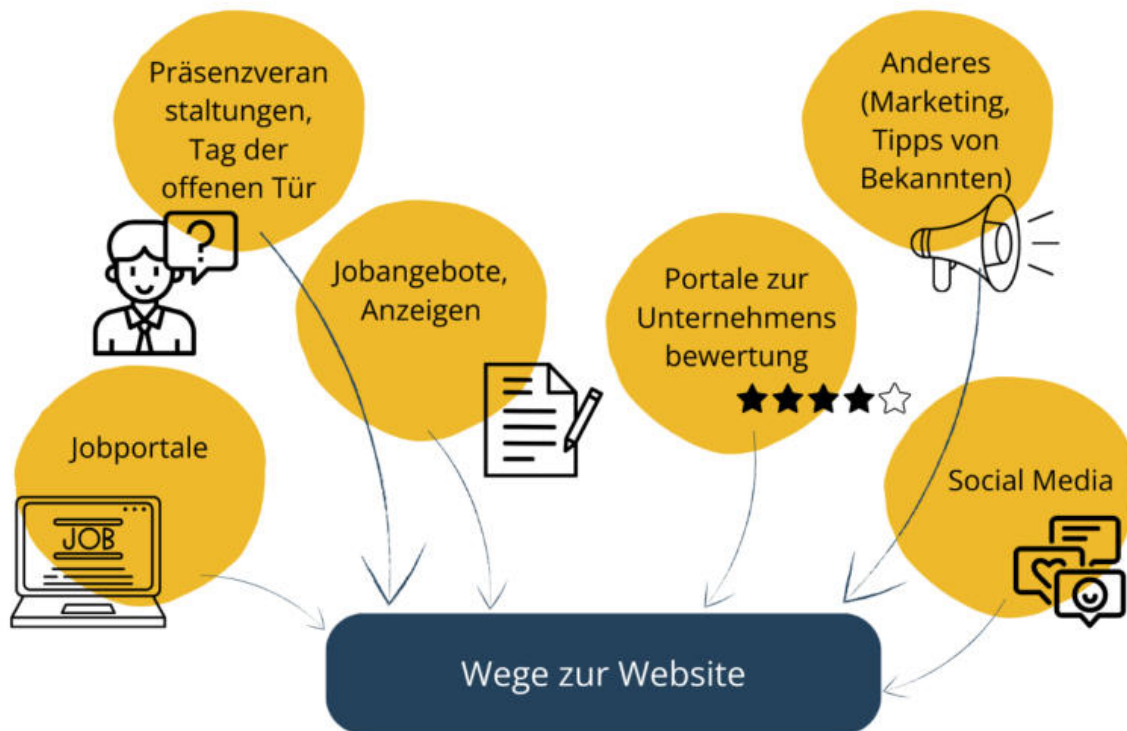 Präsenzveran
staltungen,
Tag der
offenen Tür
Anderes
(Marketing,
Tipps von
Bekannten)
?
Jobangebote,
Anzeigen
Portale zur
Unternehmens
bewertung
Jobportale
JOB
Social Media
Wege zur Website